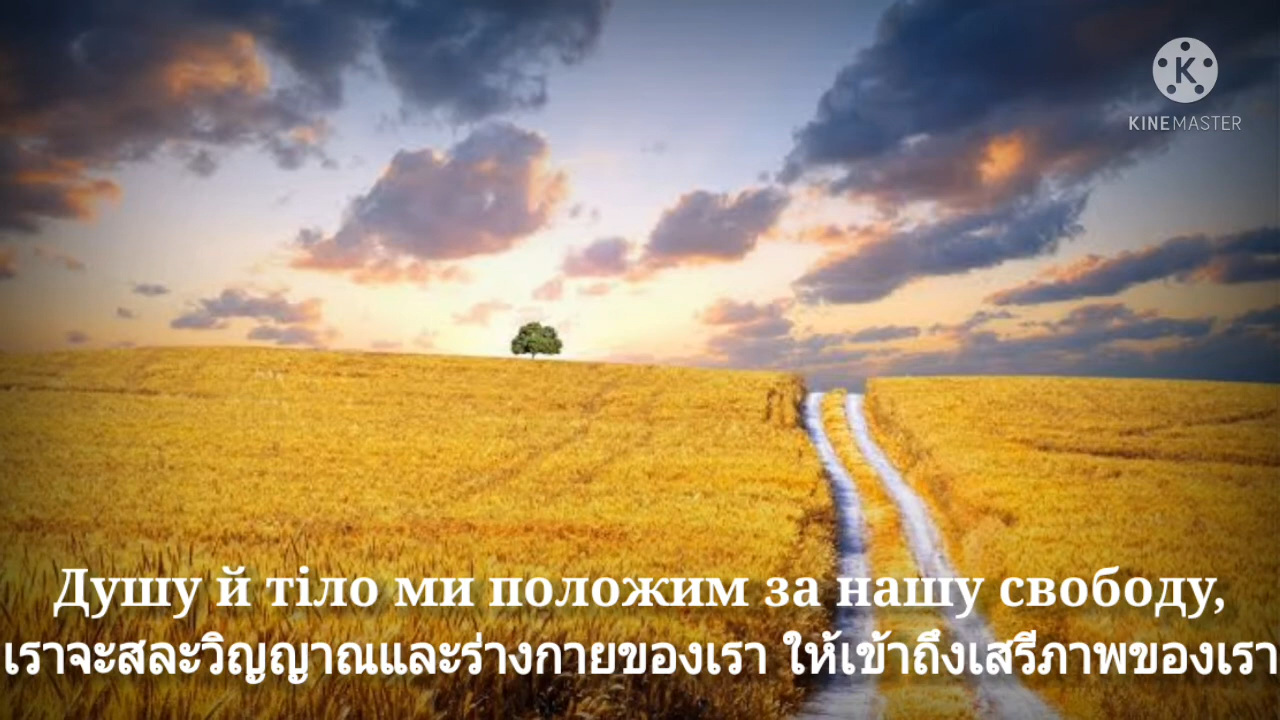 K
KINEMASTER
Душу й тіло ми положим за нашу свободу,
เราจะสละวิญญาณและร่างกายของเรา ให้เข้าถึงเสรีภาพของเรา